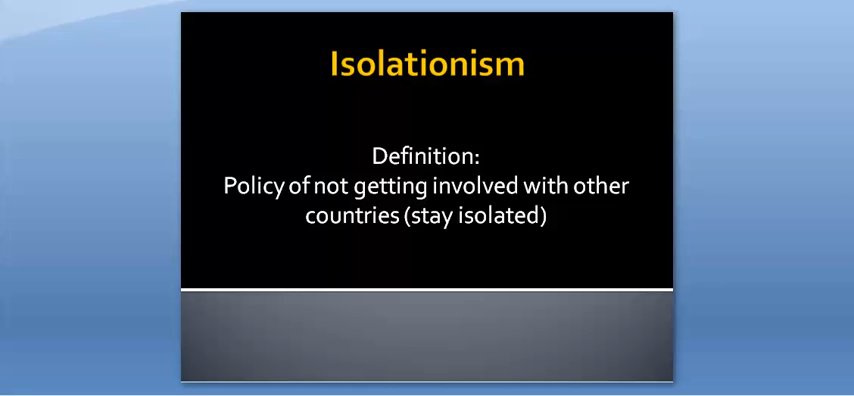 Isolationism
Definition:
Policy of not getting involved with other
countries (stay isolated)